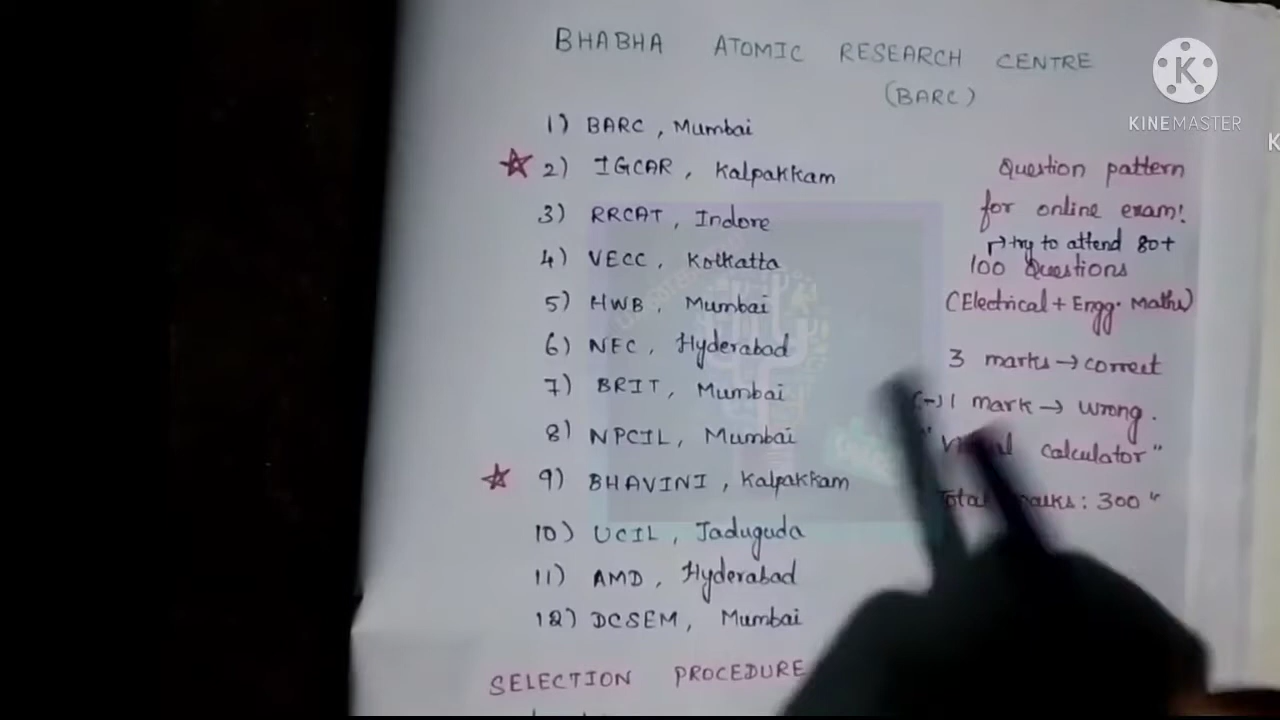 BHABHA ATOMIC RESEARCH CENTRE
(BARC)
1) BARC, Mumbai
2) IGCAR, Kalpakkam
3) RRCAT, Indore
4) VECC, Kolkatta
5) HWB, Mumbai
6) NEC, Hyderabad
7) BRIT, Mumbai
8) NPCIL, Mumbai
9) BHAVINI, Kalpakkam
10) UCIL, Jaduguda
11) AMD, Hyderabad
12) DCSEM, Mumbai
SELECTION PROCEDURE
Question pattern
for online exam!
→ try to attend 80+
100 Questions
(Electrical + Engg. Maths)
3 marks → correct
(-)1 mark → wrong.
calculator"
Total marks: 300"
KINEMASTER
K